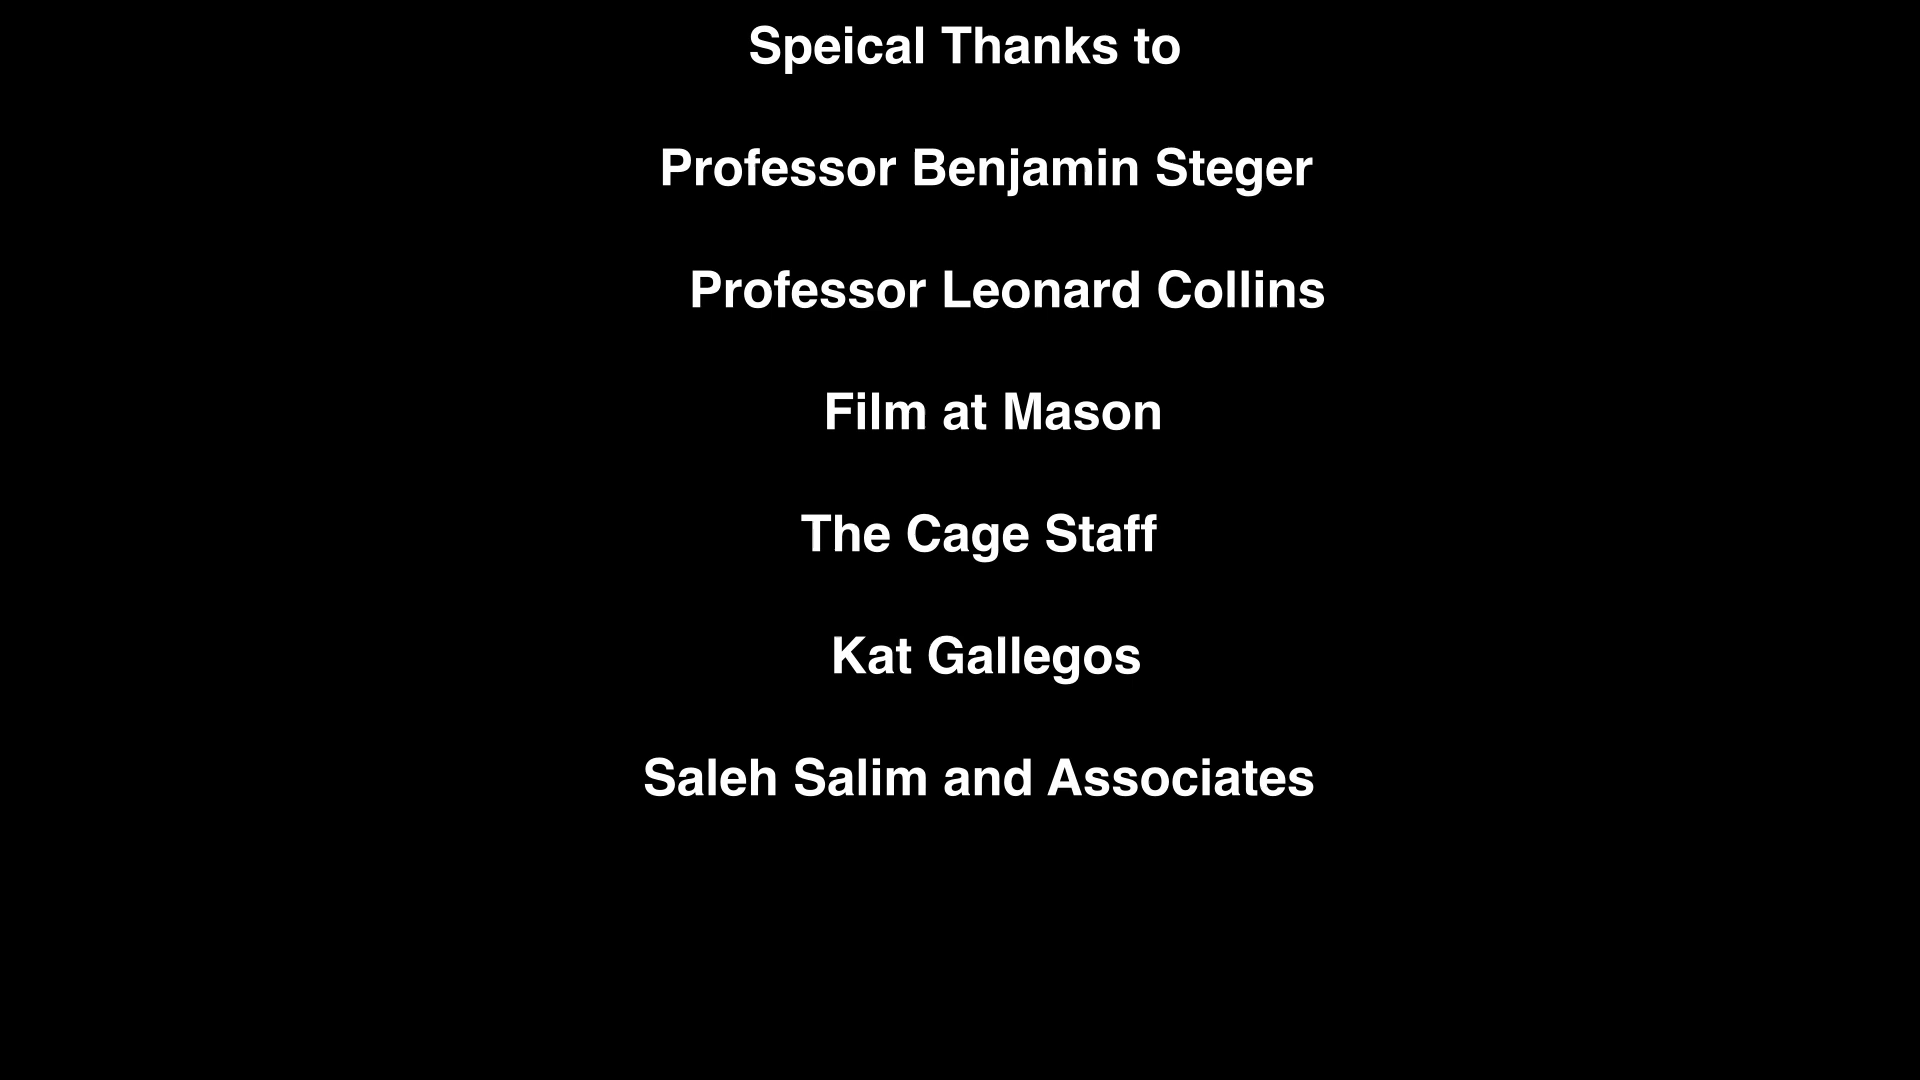 Speical Thanks to
Professor Benjamin Steger
Professor Leonard Collins
Film at Mason
The Cage Staff
Kat Gallegos
Saleh Salim and Associates